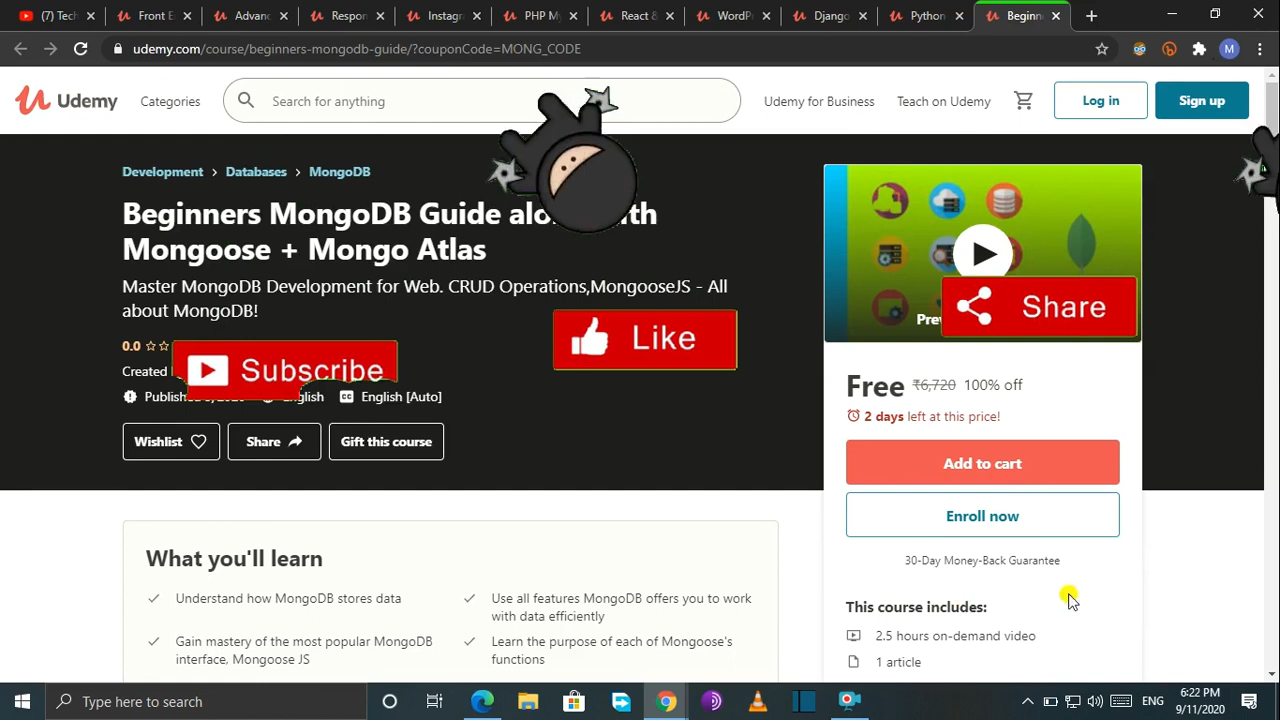 (7) Tech
Front E
Advanc
Respon
Instagr
PHP My
React &
WordPr
Django
Python
Beginn
udemy.com/course/beginners-mongodb-guide/?couponCode=MONG_CODE
M
Udemy
Categories
Search for anything
Udemy for Business
Teach on Udemy
Log in
Sign up
Development > Databases > MongoDB
Beginners MongoDB Guide along with
Mongoose + Mongo Atlas
Master MongoDB Development for Web. CRUD Operations,MongooseJS - All
about MongoDB!
Like
Share
0.0
Subscribe
Created
Published
English
English [Auto]
Wishlist
Share
Gift this course
Free ₹6,720 100% off
2 days left at this price!
Add to cart
Enroll now
30-Day Money-Back Guarantee
This course includes:
2.5 hours on-demand video
1 article
What you'll learn
Understand how MongoDB stores data
Gain mastery of the most popular MongoDB
interface, Mongoose JS
Use all features MongoDB offers you to work
with data efficiently
Learn the purpose of each of Mongoose's
functions
Type here to search
ENG
6:22 PM
9/11/2020